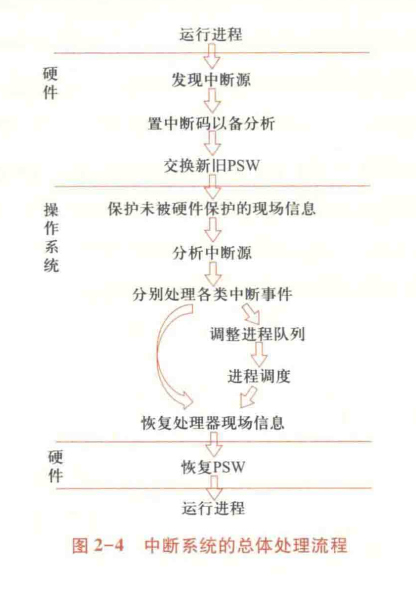 运行进程
硬件
发现中断源
置中断码以备分析
交换新旧PSW
操作系统
保护未被硬件保护的现场信息
分析中断源
分别处理各类中断事件
调整进程队列
进程调度
恢复处理器现场信息
硬件
恢复PSW
运行进程
图 2-4 中断系统的总体处理流程